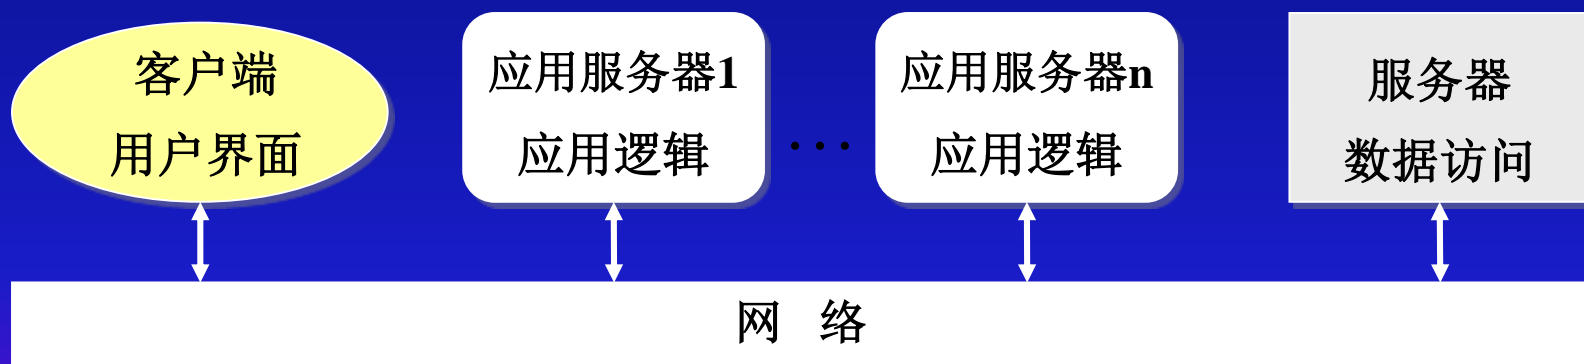 客户端
用户界面
应用服务器1
应用逻辑
...
应用服务器n
应用逻辑
服务器
数据访问
网 络